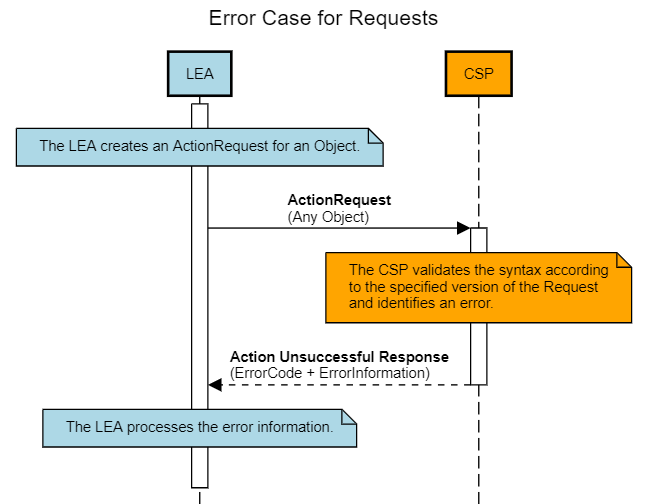 Error Case for Requests
LEA
CSP
The LEA creates an ActionRequest for an Object.
ActionRequest
(Any Object)
The CSP validates the syntax according
to the specified version of the Request
and identifies an error.
Action Unsuccessful Response
(ErrorCode + ErrorInformation)
The LEA processes the error information.